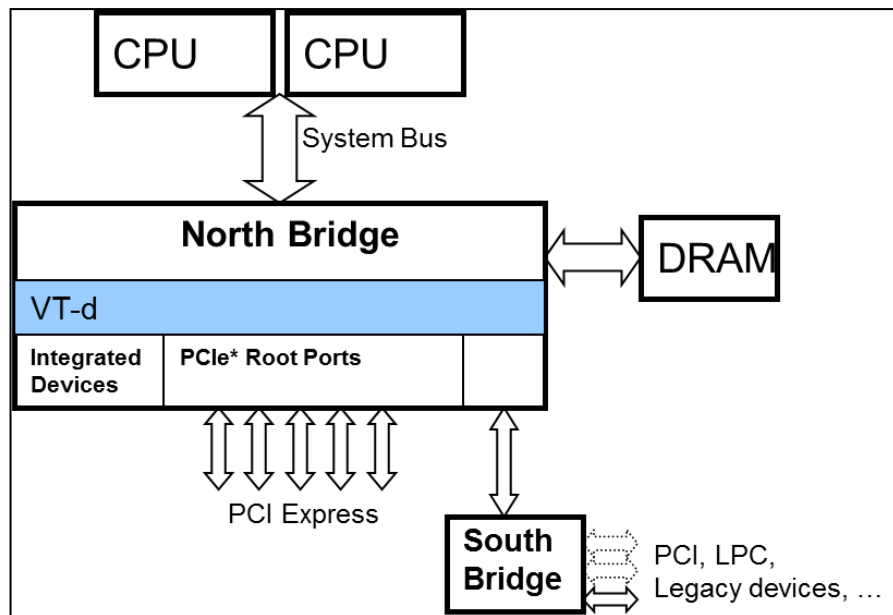 CPU
CPU
System Bus
North Bridge
DRAM
VT-d
Integrated
Devices
PCIe* Root Ports
PCI Express
South
Bridge
PCI, LPC,
Legacy devices, …